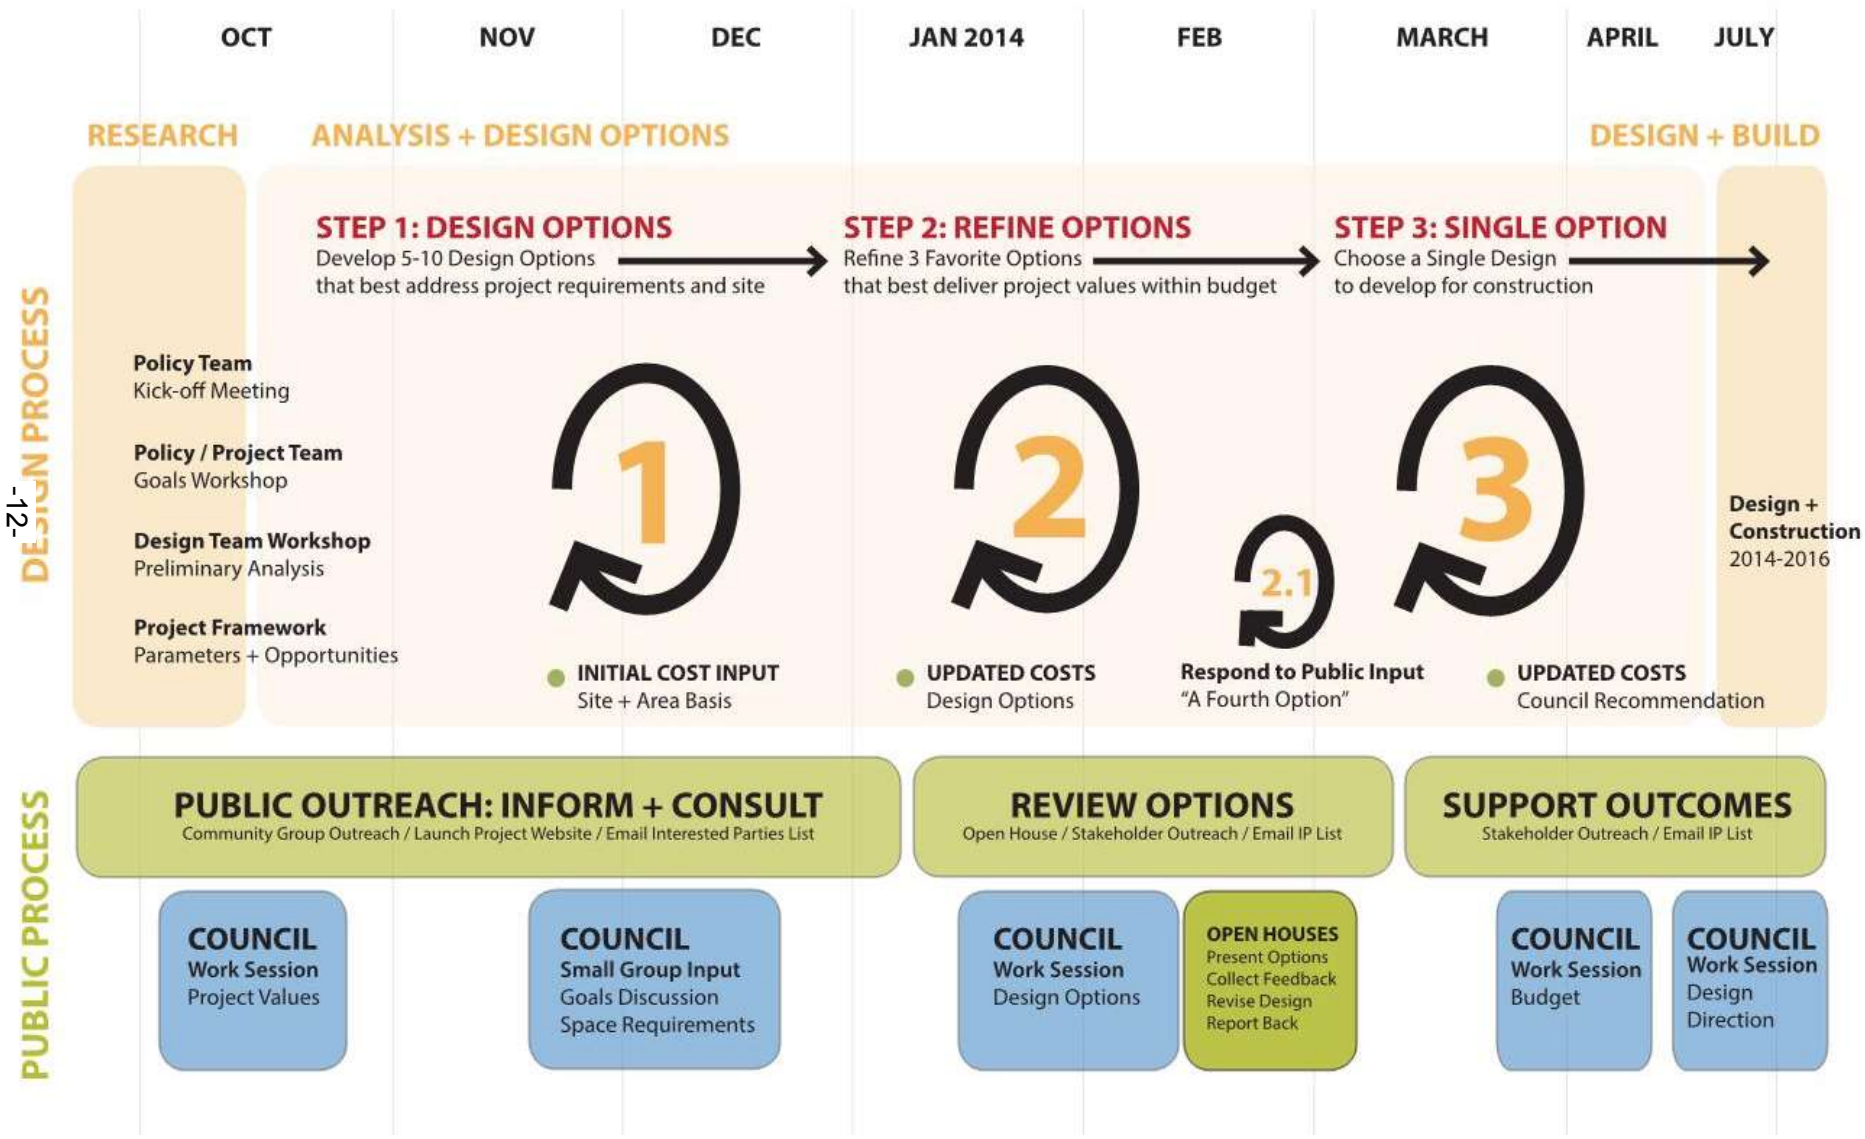 OCT NOV DEC JAN 2014 FEB MARCH APRIL JULY
RESEARCH ANALYSIS + DESIGN OPTIONS DESIGN + BUILD
DESIGN PROCESS
-12-
STEP 1: DESIGN OPTIONS
Develop 5-10 Design Options
that best address project requirements and site
STEP 2: REFINE OPTIONS
Refine 3 Favorite Options
that best deliver project values within budget
STEP 3: SINGLE OPTION
Choose a Single Design
to develop for construction
Policy Team
Kick-off Meeting
Policy / Project Team
Goals Workshop
Design Team Workshop
Preliminary Analysis
Project Framework
Parameters + Opportunities
1
INITIAL COST INPUT
Site + Area Basis
2
UPDATED COSTS
Design Options
2.1
Respond to Public Input
“A Fourth Option”
3
UPDATED COSTS
Council Recommendation
Design +
Construction
2014-2016
PUBLIC PROCESS
PUBLIC OUTREACH: INFORM + CONSULT
Community Group Outreach / Launch Project Website / Email Interested Parties List
REVIEW OPTIONS
Open House / Stakeholder Outreach / Email IP List
SUPPORT OUTCOMES
Stakeholder Outreach / Email IP List
COUNCIL
Work Session
Project Values
COUNCIL
Small Group Input
Goals Discussion
Space Requirements
COUNCIL
Work Session
Design Options
OPEN HOUSES
Present Options
Collect Feedback
Revise Design
Report Back
COUNCIL
Work Session
Budget
COUNCIL
Work Session
Design
Direction